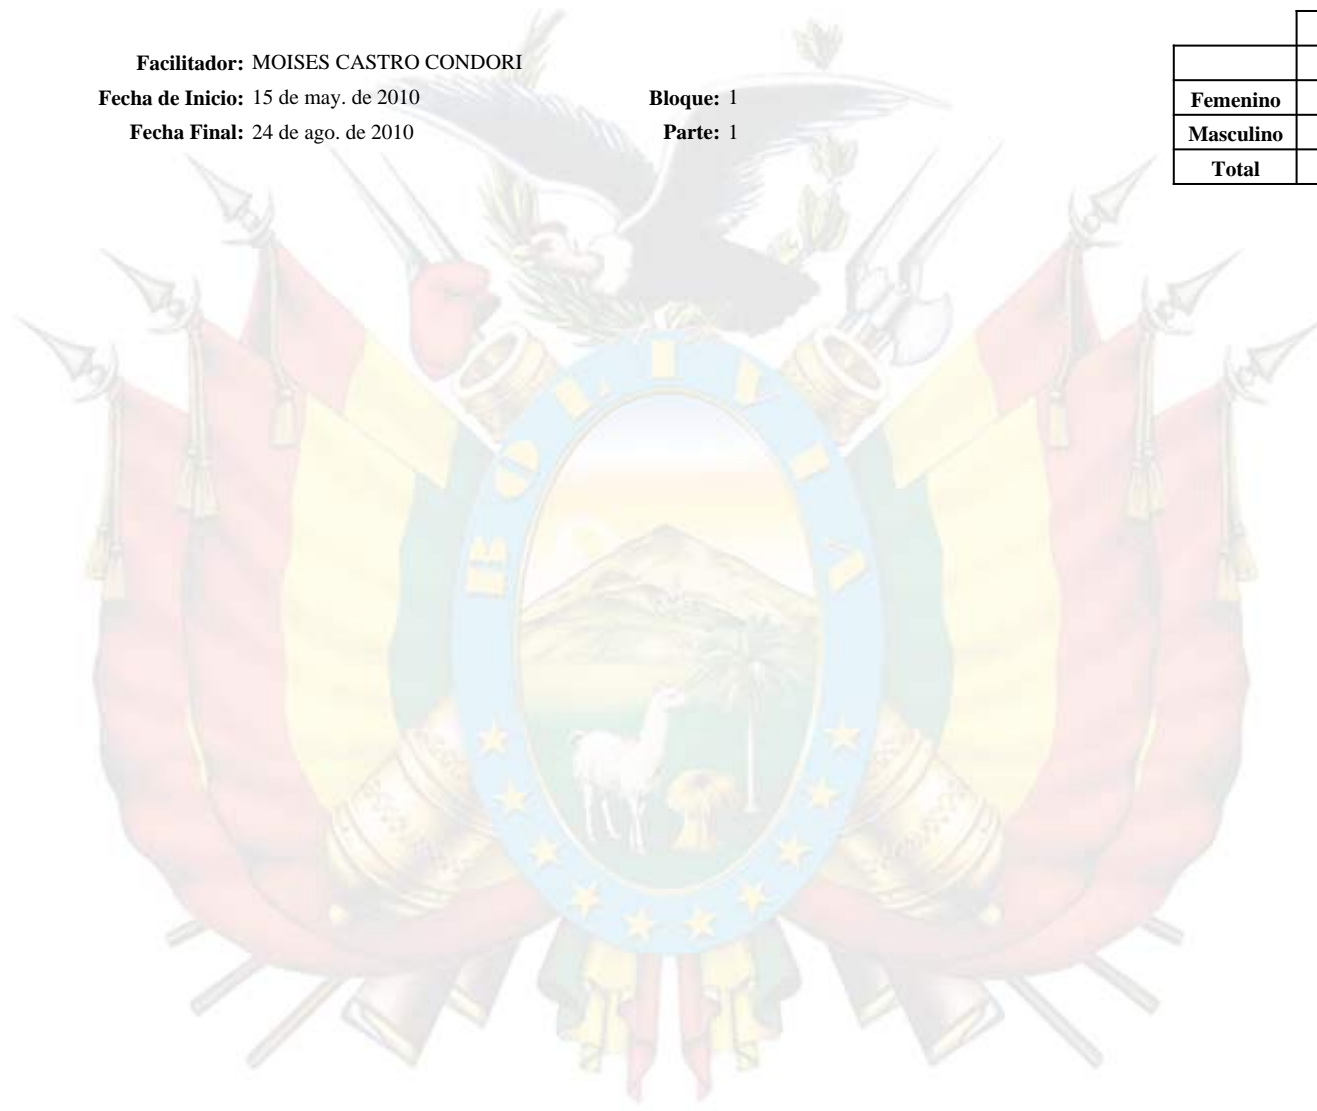 Facilitador: MOISES CASTRO CONDORI
Fecha de Inicio: 15 de may. de 2010 Bloque: 1
Fecha Final: 24 de ago. de 2010 Parte: 1
Femenino
Masculino
Total
BOLIVIA